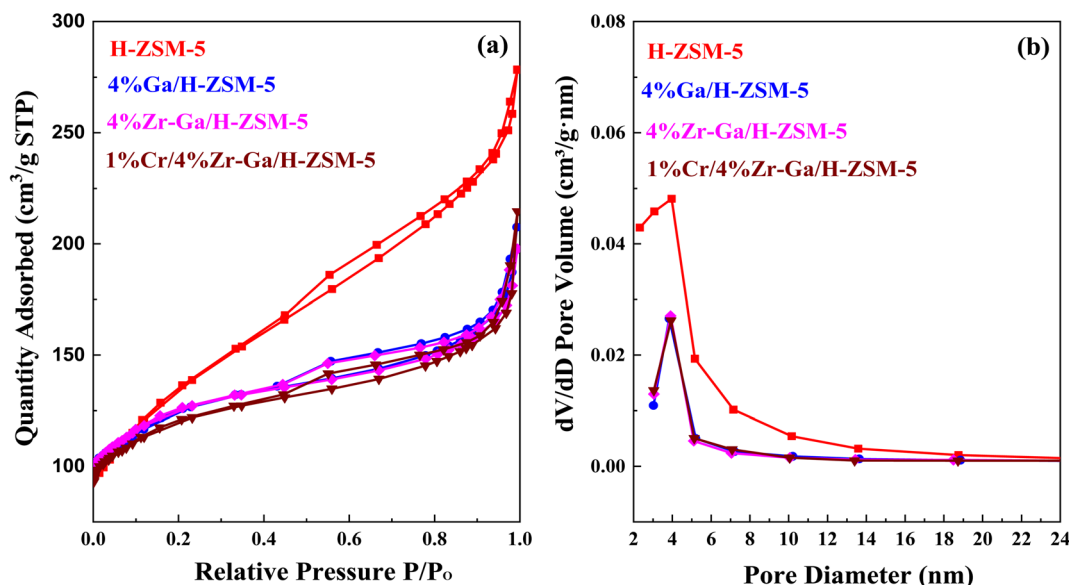 (a)
H-ZSM-5
4%Ga/H-ZSM-5
4%Zr-Ga/H-ZSM-5
1%Cr/4%Zr-Ga/H-ZSM-5
300
250
200
150
100
Quantity Adsorbed (cm³/g STP)
0.0 0.2 0.4 0.6 0.8 1.0
Relative Pressure P/P₀
(b)
H-ZSM-5
4%Ga/H-ZSM-5
4%Zr-Ga/H-ZSM-5
1%Cr/4%Zr-Ga/H-ZSM-5
0.08
0.06
0.04
0.02
0.00
dV/dD Pore Volume (cm³/g·nm)
2 4 6 8 10 12 14 16 18 20 22 24
Pore Diameter (nm)